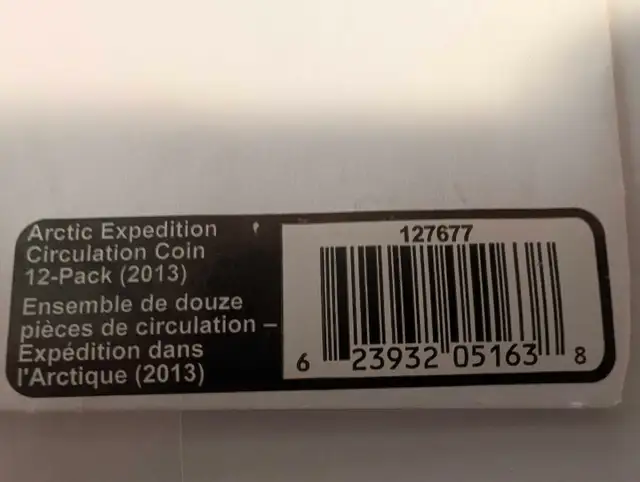 Arctic Expedition
Circulation Coin
12-Pack (2013)
Ensemble de douze
pièces de circulation –
Expédition dans
l'Arctique (2013)
127677
6 23932 05163 8